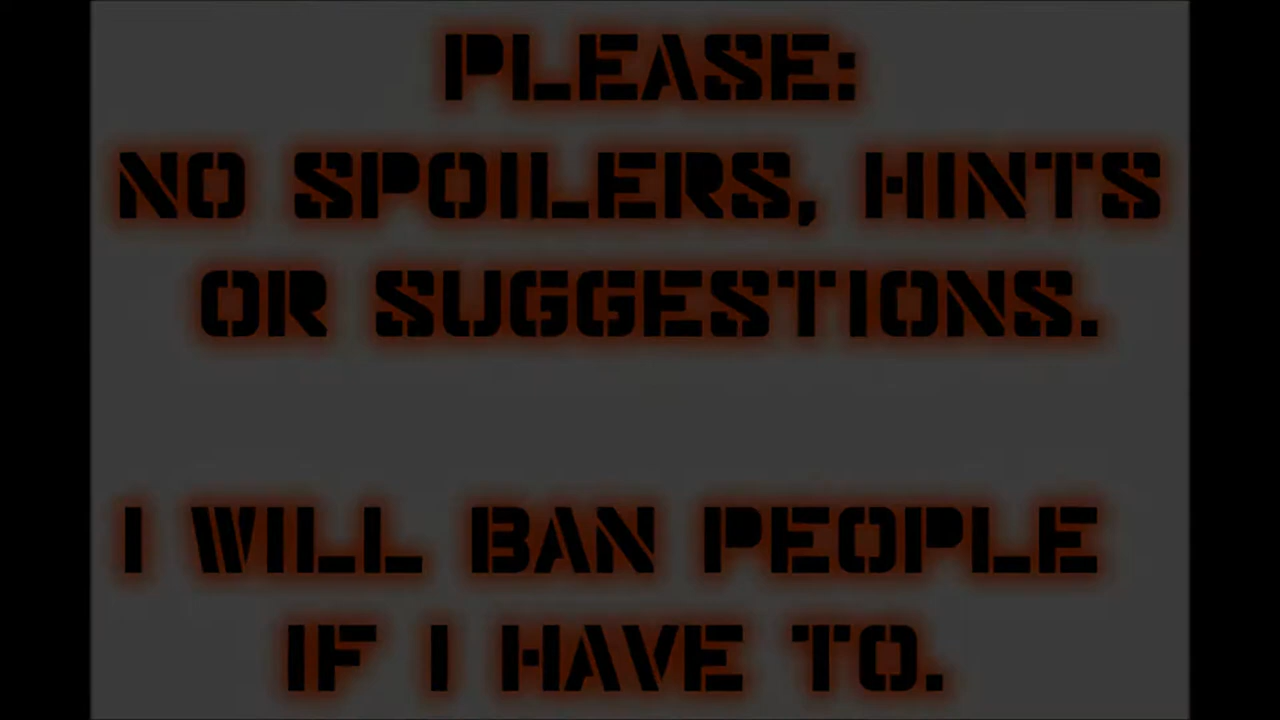 PLEASE:
NO SPOILERS, HINTS
OR SUGGESTIONS.
I WILL BAN PEOPLE
IF I HAVE TO.